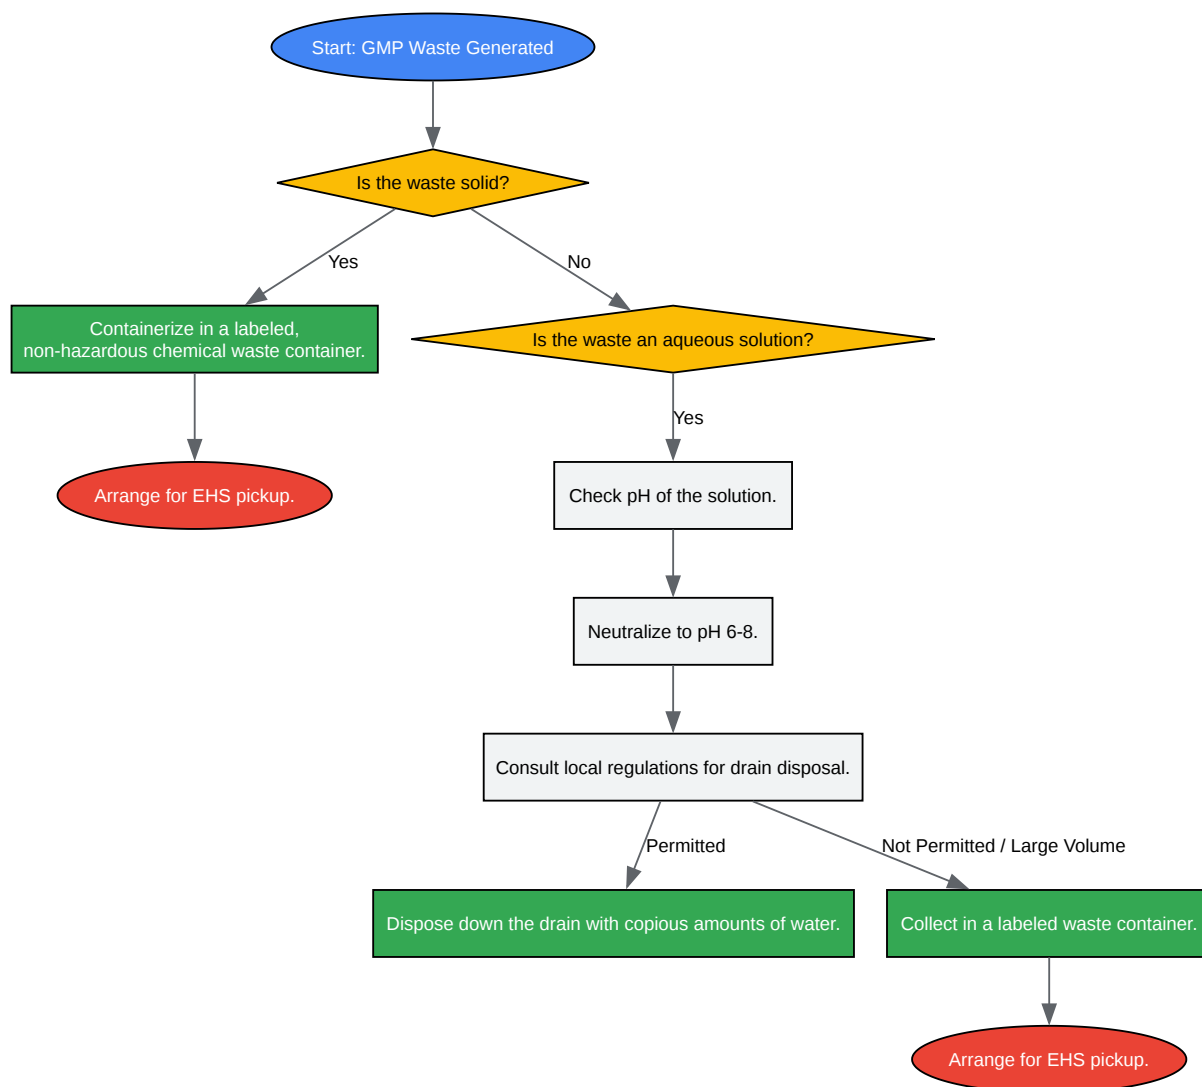 Start: GMP Waste Generated
Is the waste solid?
Yes
No
Containerize in a labeled,
non-hazardous chemical waste container.
Is the waste an aqueous solution?
Yes
Arrange for EHS pickup.
Check pH of the solution.
Neutralize to pH 6-8.
Consult local regulations for drain disposal.
Permitted
Not Permitted / Large Volume
Dispose down the drain with copious amounts of water.
Collect in a labeled waste container.
Arrange for EHS pickup.